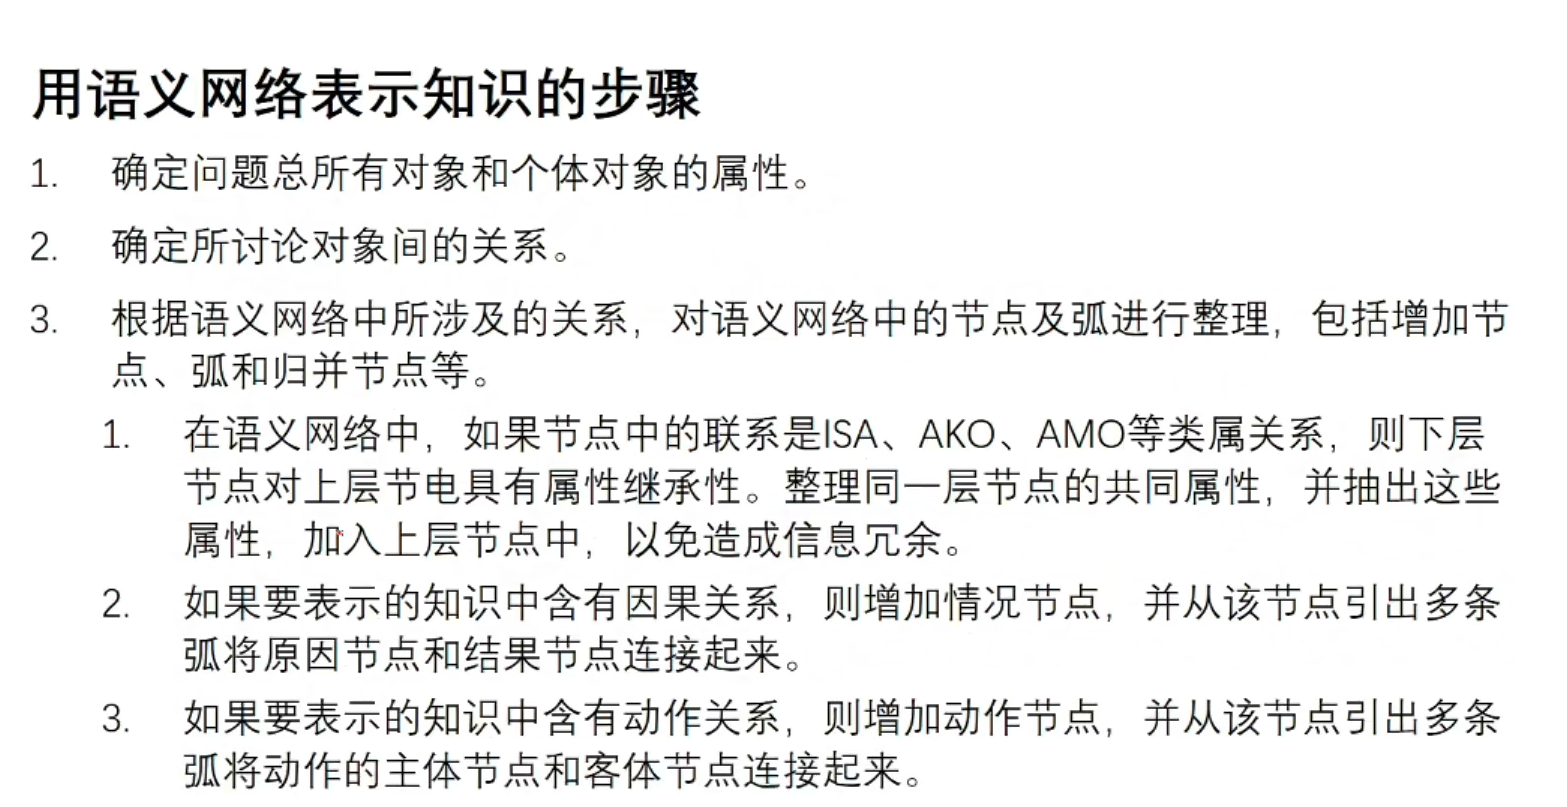 用语义网络表示知识的步骤
1. 确定问题总所有对象和个体对象的属性。
2. 确定所讨论对象间的关系。
3. 根据语义网络中所涉及的关系，对语义网络中的节点及弧进行整理，包括增加节
点、弧和归并节点等。
1. 在语义网络中，如果节点中的联系是ISA、AKO、AMO等类属关系，则下层
节点对上层节电具有属性继承性。整理同一层节点的共同属性，并抽出这些
属性，加入上层节点中，以免造成信息冗余。
2. 如果要表示的知识中含有因果关系，则增加情况节点，并从该节点引出多条
弧将原因节点和结果节点连接起来。
3. 如果要表示的知识中含有动作关系，则增加动作节点，并从该节点引出多条
弧将动作的主体节点和客体节点连接起来。